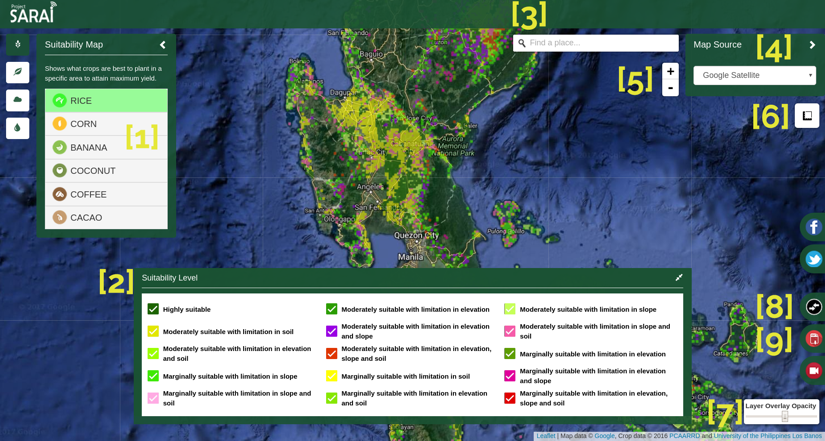 Project
SARAI
[3]
San Fernando
Baguio
Find a place...
Suitability Map
Map Source
[4]
Shows what crops are best to plant in a
specific area to attain maximum yield.
Google Satellite
[5]
+
-
[6]
RICE
CORN
BANANA
COCONUT
COFFEE
CACAO
[1]
Aurora
Memorial
National Park
Angeles
Olongapo
Quezon City
Manila
Polillo
[2]
Suitability Level
Highly suitable
Moderately suitable with limitation in elevation
Moderately suitable with limitation in slope
Moderately suitable with limitation in soil
Moderately suitable with limitation in elevation
and slope
Moderately suitable with limitation in slope and
soil
Moderately suitable with limitation in elevation
and soil
Moderately suitable with limitation in elevation,
slope and soil
Marginally suitable with limitation in elevation
Marginally suitable with limitation in slope
Marginally suitable with limitation in soil
Marginally suitable with limitation in elevation
and slope
Marginally suitable with limitation in slope and
soil
Marginally suitable with limitation in elevation
and soil
Marginally suitable with limitation in elevation,
slope and soil
[8]
[9]
[7]
Layer Overlay Opacity
Leaflet | Map data © Google, Crop data © 2016 PCAARRD and University of the Philippines Los Banos